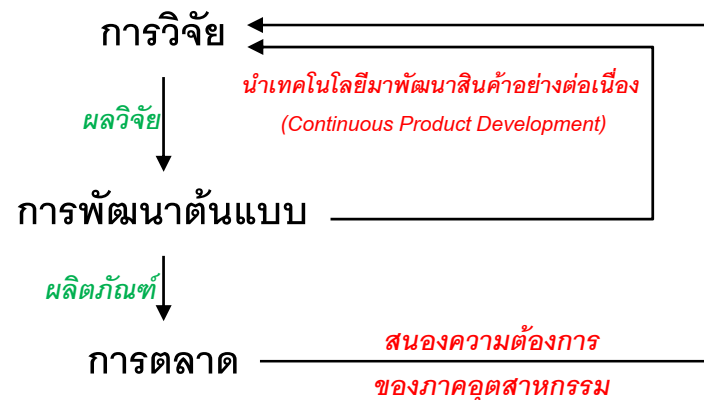 การวิจัย
นำเทคโนโลยีมาพัฒนาสินค้าอย่างต่อเนื่อง
(Continuous Product Development)
ผลวิจัย
การพัฒนาต้นแบบ
ผลิตภัณฑ์
การตลาด
สนองความต้องการ
ของภาคอุตสาหกรรม